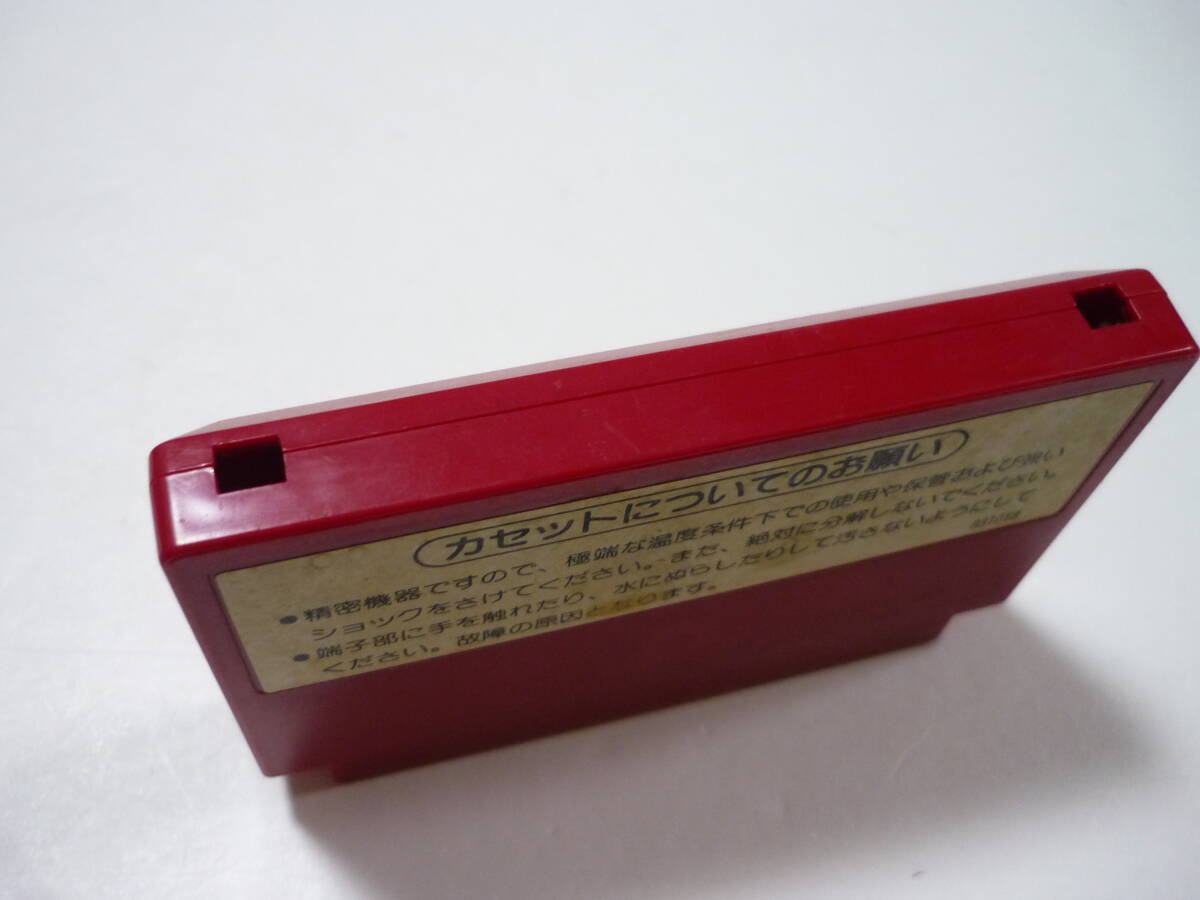 カセットについてのお願い
●精密機器ですので、極端な温度条件下での使用や保管および強い
ショックをさけてください。また、絶対に分解しないでください。
●端子部に手を触れたり、水にぬらしたりして汚さないようにして
ください。故障の原因となります。